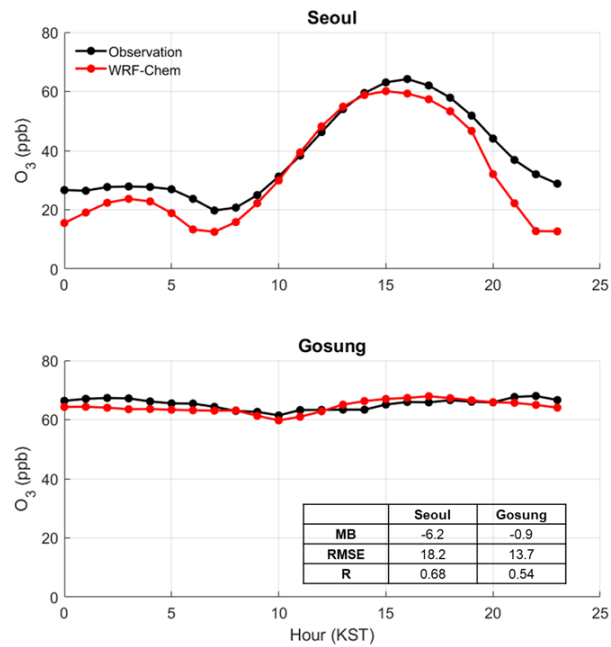 Seoul
80
Observation
WRF-Chem
60
O3 (ppb)
40
20
0
0 5 10 15 20 25
Gosung
80
60
O3 (ppb)
40
20
0
Seoul Gosung
MB -6.2 -0.9
RMSE 18.2 13.7
R 0.68 0.54
0 5 10 15 20 25
Hour (KST)